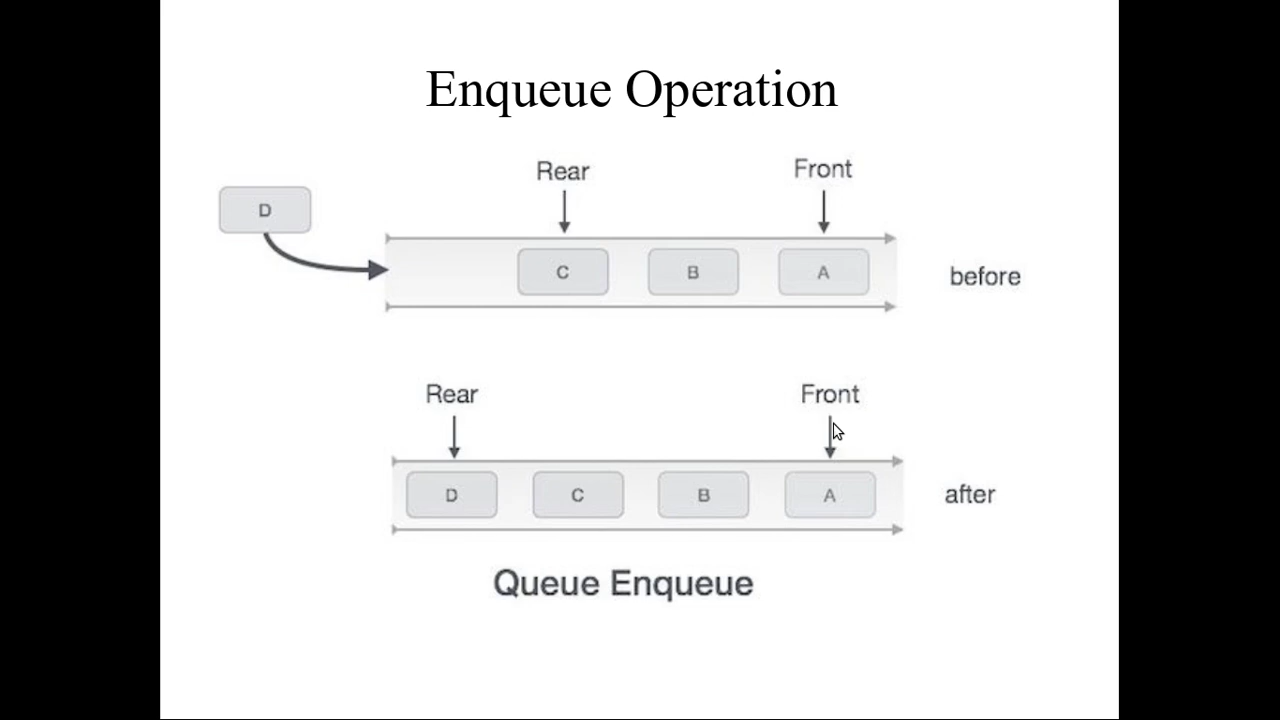 Enqueue Operation
Rear Front
D
C B A
before
Rear Front
D C B A
after
Queue Enqueue